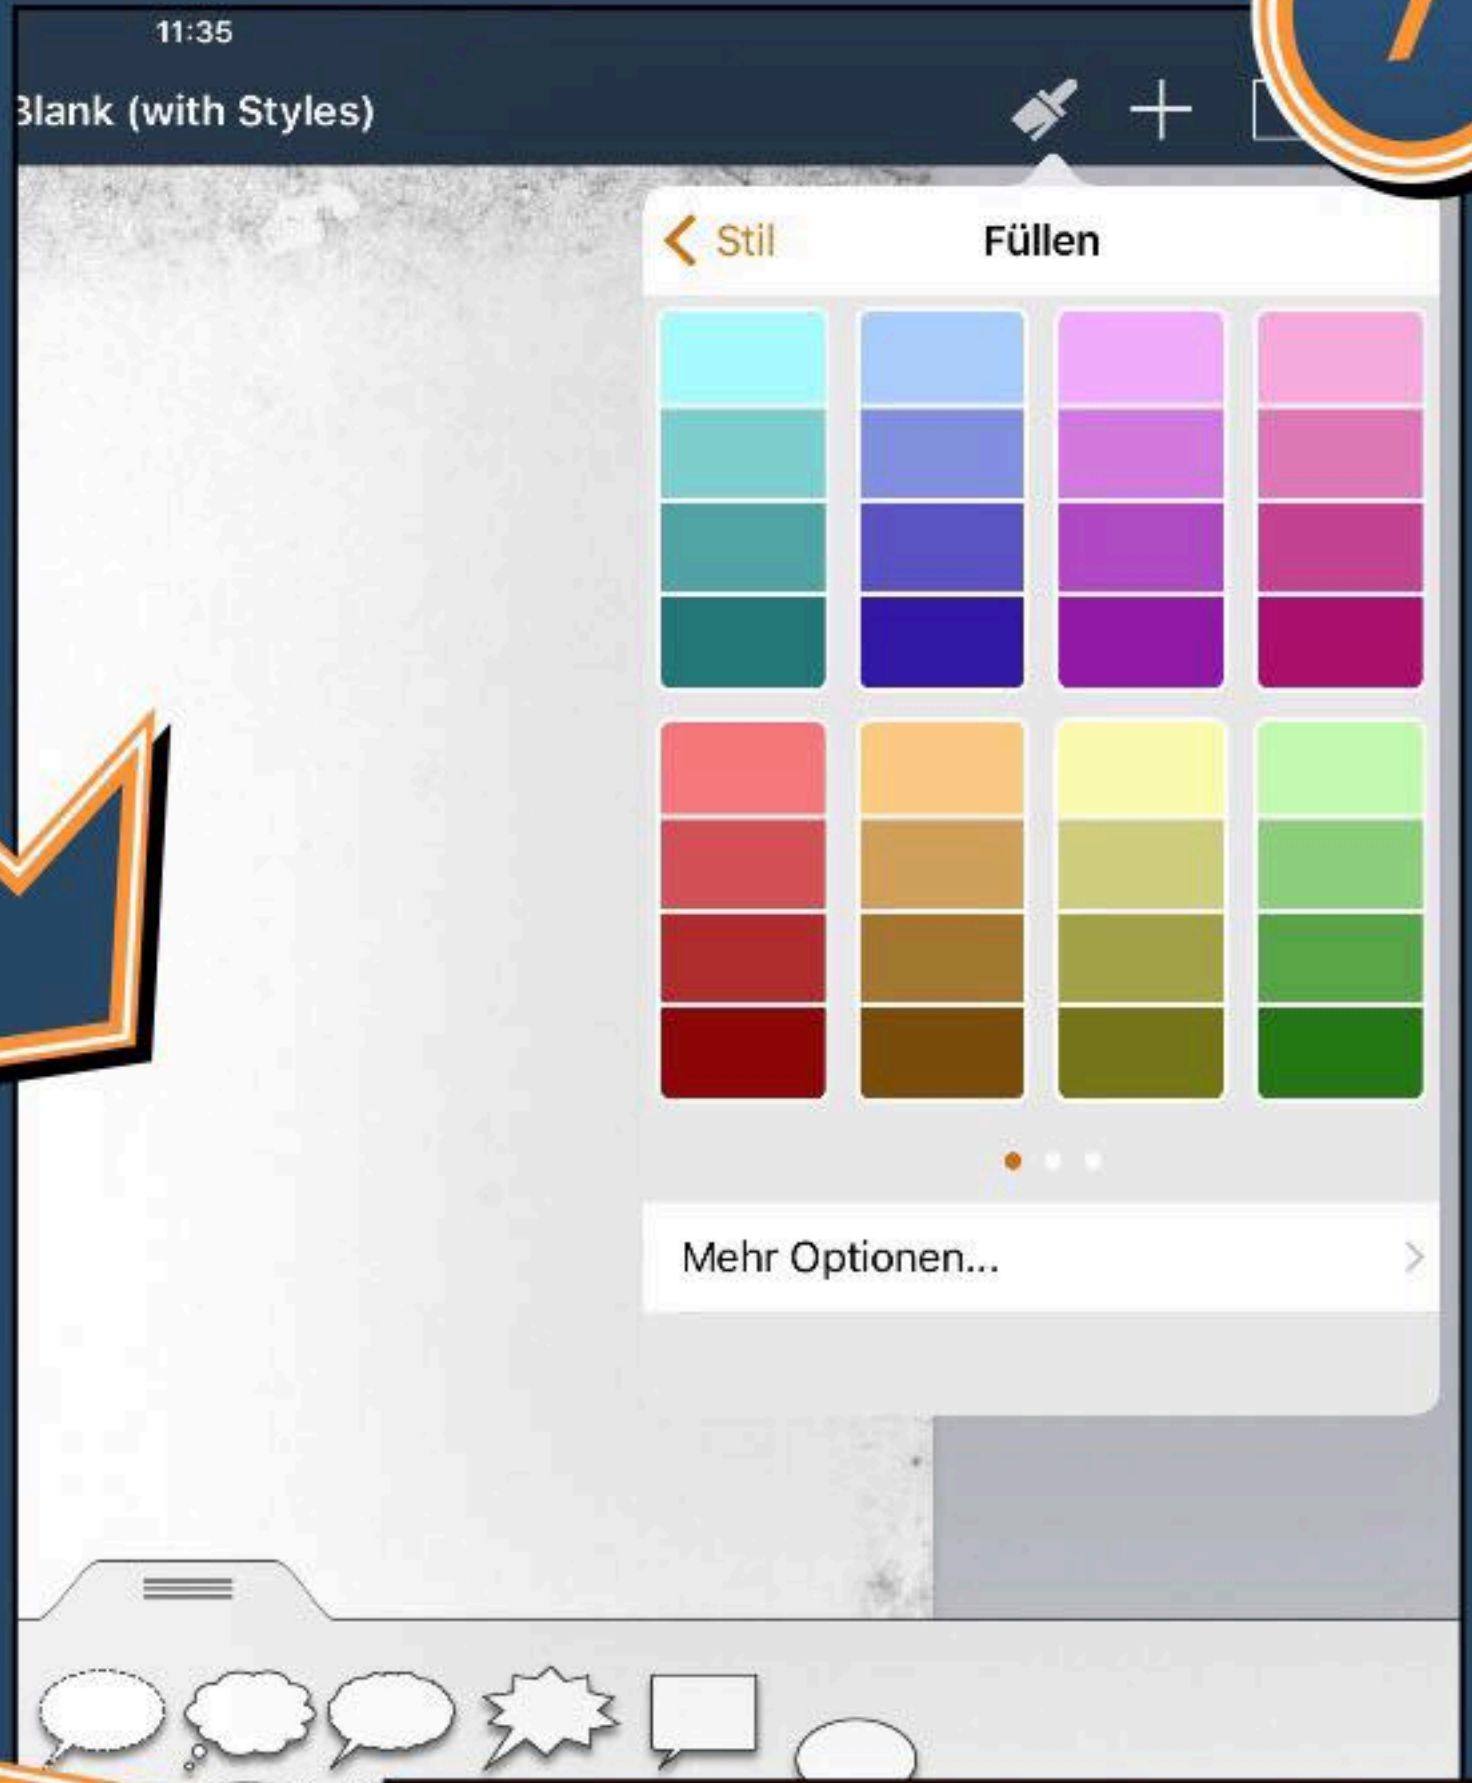 11:35
Blank (with Styles)
Stil
Füllen
Mehr Optionen...